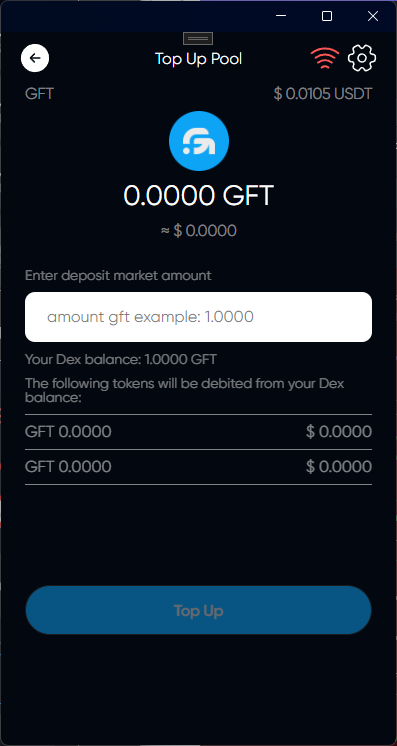 Top Up Pool
GFT $ 0.0105 USDT
0.0000 GFT
≈ $ 0.0000
Enter deposit market amount
amount gft example: 1.0000
Your Dex balance: 1.0000 GFT
The following tokens will be debited from your Dex
balance:
GFT 0.0000 $ 0.0000
GFT 0.0000 $ 0.0000
Top Up